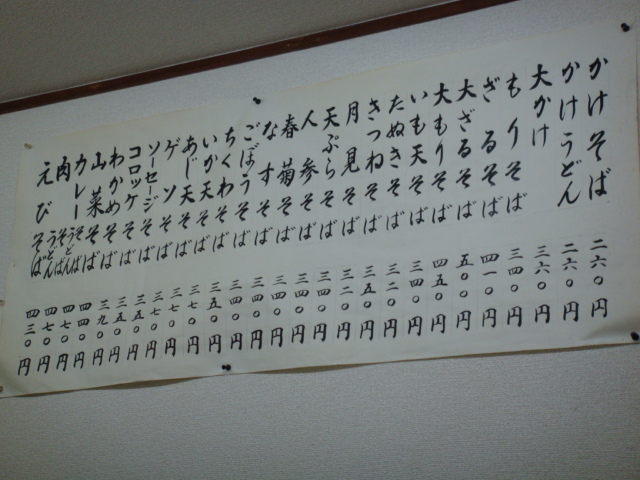 かけそば 二六〇円
かけうどん 二六〇円
大かけ 三六〇円
もりそば 三四〇円
ざるそば 四一〇円
大ざるそば 五〇〇円
大もりそば 四五〇円
いも天そば 三四〇円
たぬきそば 三二〇円
きつねそば 三五〇円
月見そば 三二〇円
天ぷらそば 三四〇円
人参そば 三四〇円
春菊そば 三四〇円
なすそば 三四〇円
ごぼうそば 三四〇円
ちくわそば 三五〇円
いか天そば 三七〇円
あじ天そば 三七〇円
ゲソそば 三七〇円
ソーセージそば 三五〇円
コロッケそば 三五〇円
わかめそば 三九〇円
山菜そば 四四〇円
カレーそばうどん 四七〇円
肉そばうどん 四七〇円
えびそば 四三〇円